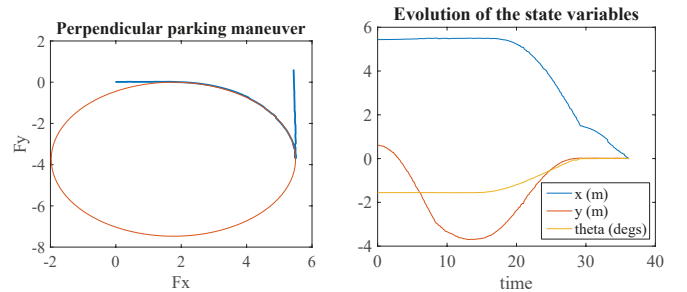 Perpendicular parking maneuver
2
0
-2
-4
-6
-8
Fy
0
2
4
6
Fx
Evolution of the state variables
6
4
2
0
-2
-4
x (m)
y (m)
theta (degs)
0
10
20
30
40
time